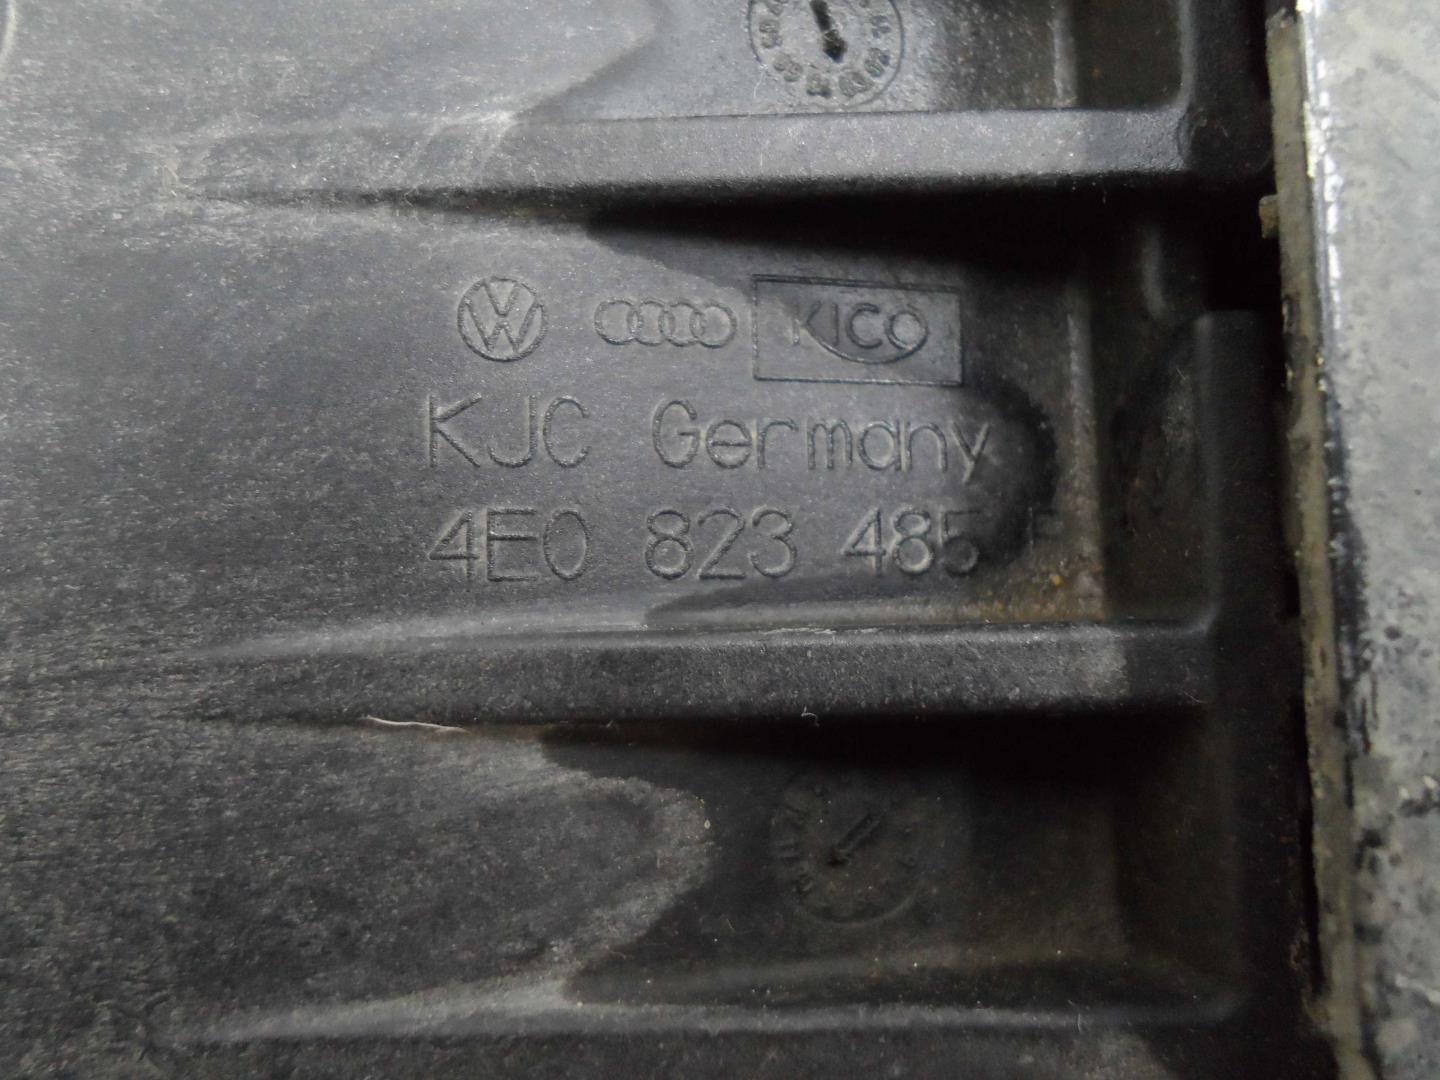 KICO
KJC Germany
4E0 823 485